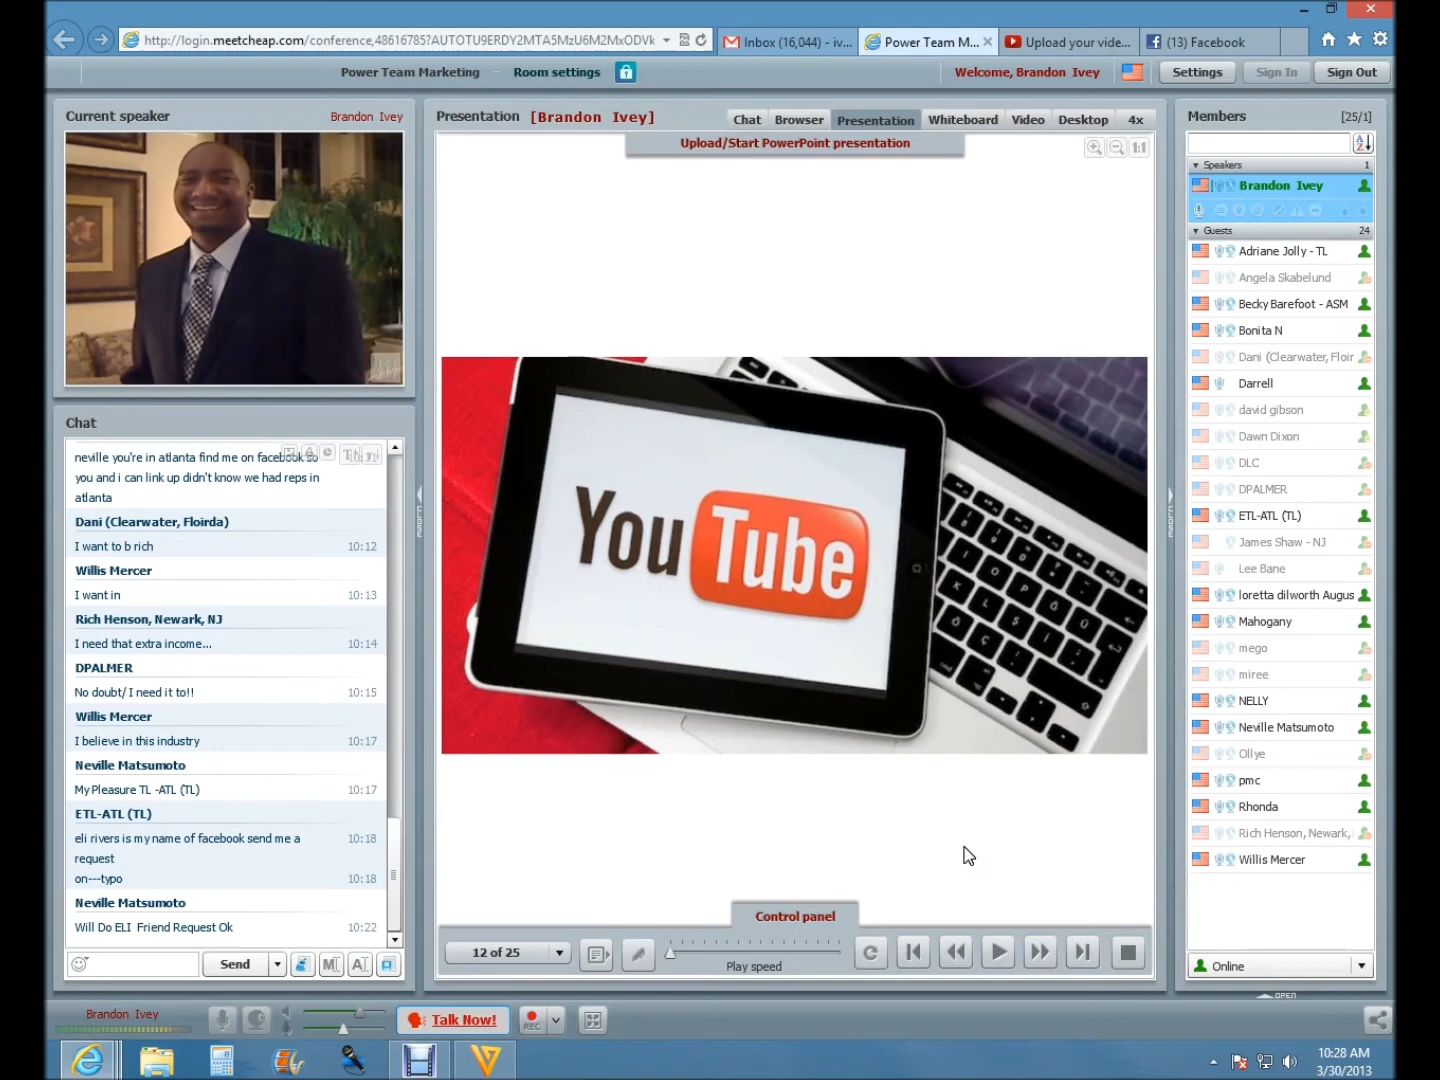 http://login.meetcheap.com/conference,48616785?AUTOTU9ERDY2MTA5MzU6M2MxODVk
Inbox (16,044) - iv...
Power Team M...
Upload your vide...
(13) Facebook
Power Team Marketing
Room settings
Welcome, Brandon Ivey
Settings
Sign In
Sign Out
Current speaker
Brandon Ivey
Presentation
[Brandon Ivey]
Chat
Browser
Presentation
Whiteboard
Video
Desktop
4x
Upload/Start PowerPoint presentation
1:1
You Tube
Control panel
12 of 25
Play speed
Chat
neville you're in atlanta find me on facebook so
you and i can link up didn't know we had reps in
atlanta
Dani (Clearwater, Floirda)
I want to b rich 10:12
Willis Mercer
I want in 10:13
Rich Henson, Newark, NJ
I need that extra income... 10:14
DPALMER
No doubt/ I need it to!! 10:15
Willis Mercer
I believe in this industry 10:17
Neville Matsumoto
My Pleasure TL -ATL (TL) 10:17
ETL-ATL (TL)
eli rivers is my name of facebook send me a 10:18
request
on---typo 10:18
Neville Matsumoto
Will Do ELI Friend Request Ok 10:22
Send
Members [25/1]
Speakers 1
Brandon Ivey
Guests 24
Adriane Jolly - TL
Angela Skabelund
Becky Barefoot - ASM
Bonita N
Dani (Clearwater, Floir
Darrell
david gibson
Dawn Dixon
DLC
DPALMER
ETL-ATL (TL)
James Shaw - NJ
Lee Bane
loretta dilworth Augus
Mahogany
mego
miree
NELLY
Neville Matsumoto
Ollye
pmc
Rhonda
Rich Henson, Newark,
Willis Mercer
Online
OPEN
Brandon Ivey
Talk Now!
REC
10:28 AM
3/30/2013